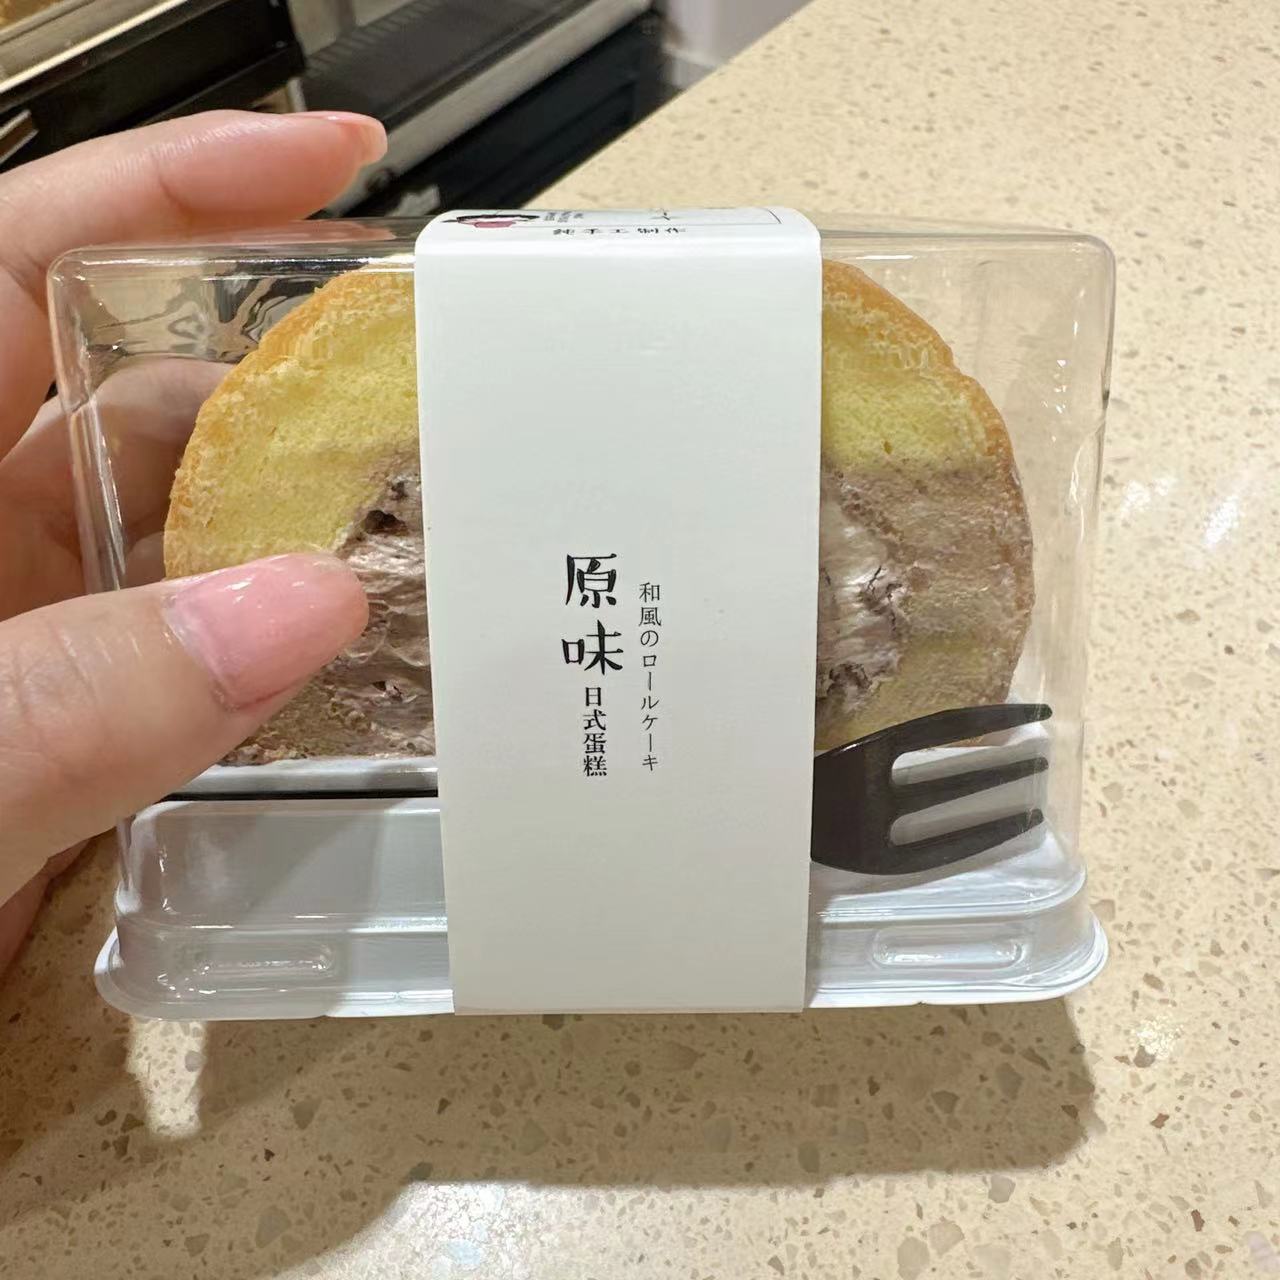 純手工制作
和風のロールケーキ
原味
日式蛋糕